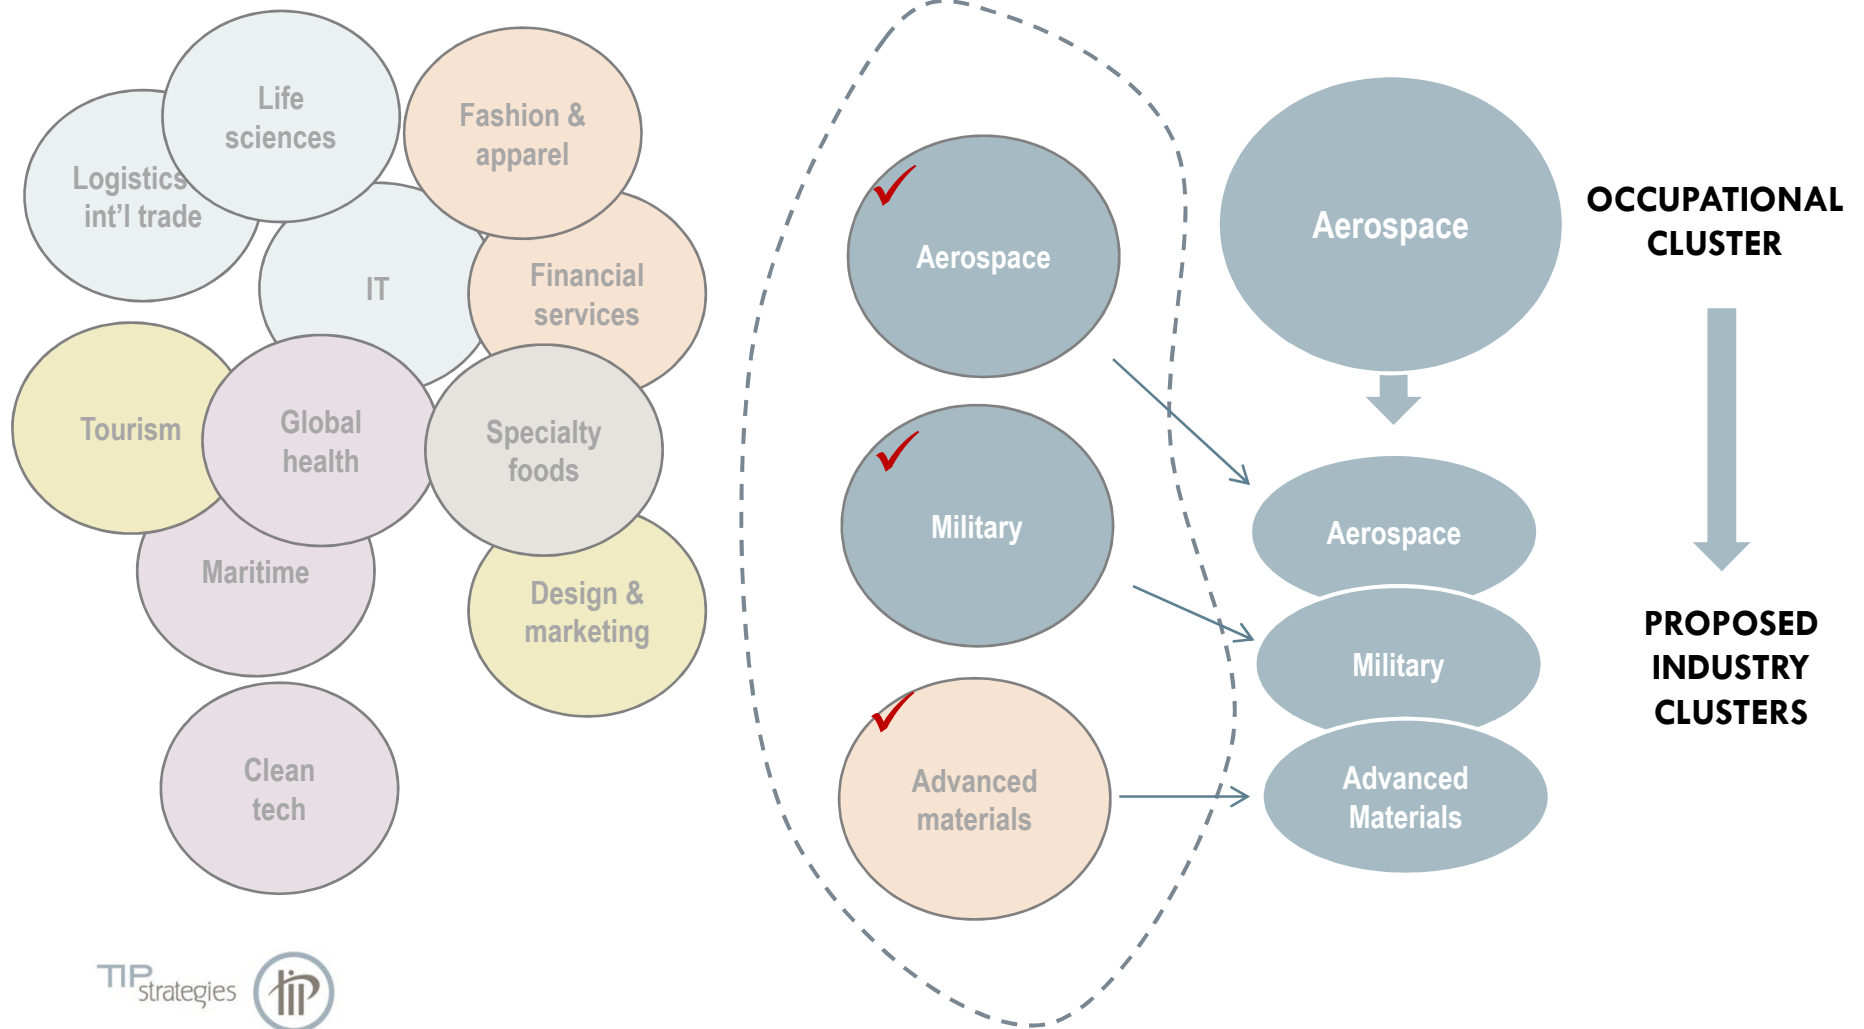 Life
sciences
Fashion &
apparel
Logistics
int'l trade
IT
Financial
services
Tourism
Global
health
Specialty
foods
Maritime
Design &
marketing
Clean
tech
Aerospace
Military
Advanced
materials
Aerospace
Aerospace
Military
Advanced
Materials
OCCUPATIONAL
CLUSTER
PROPOSED
INDUSTRY
CLUSTERS
TIP
strategies
tip